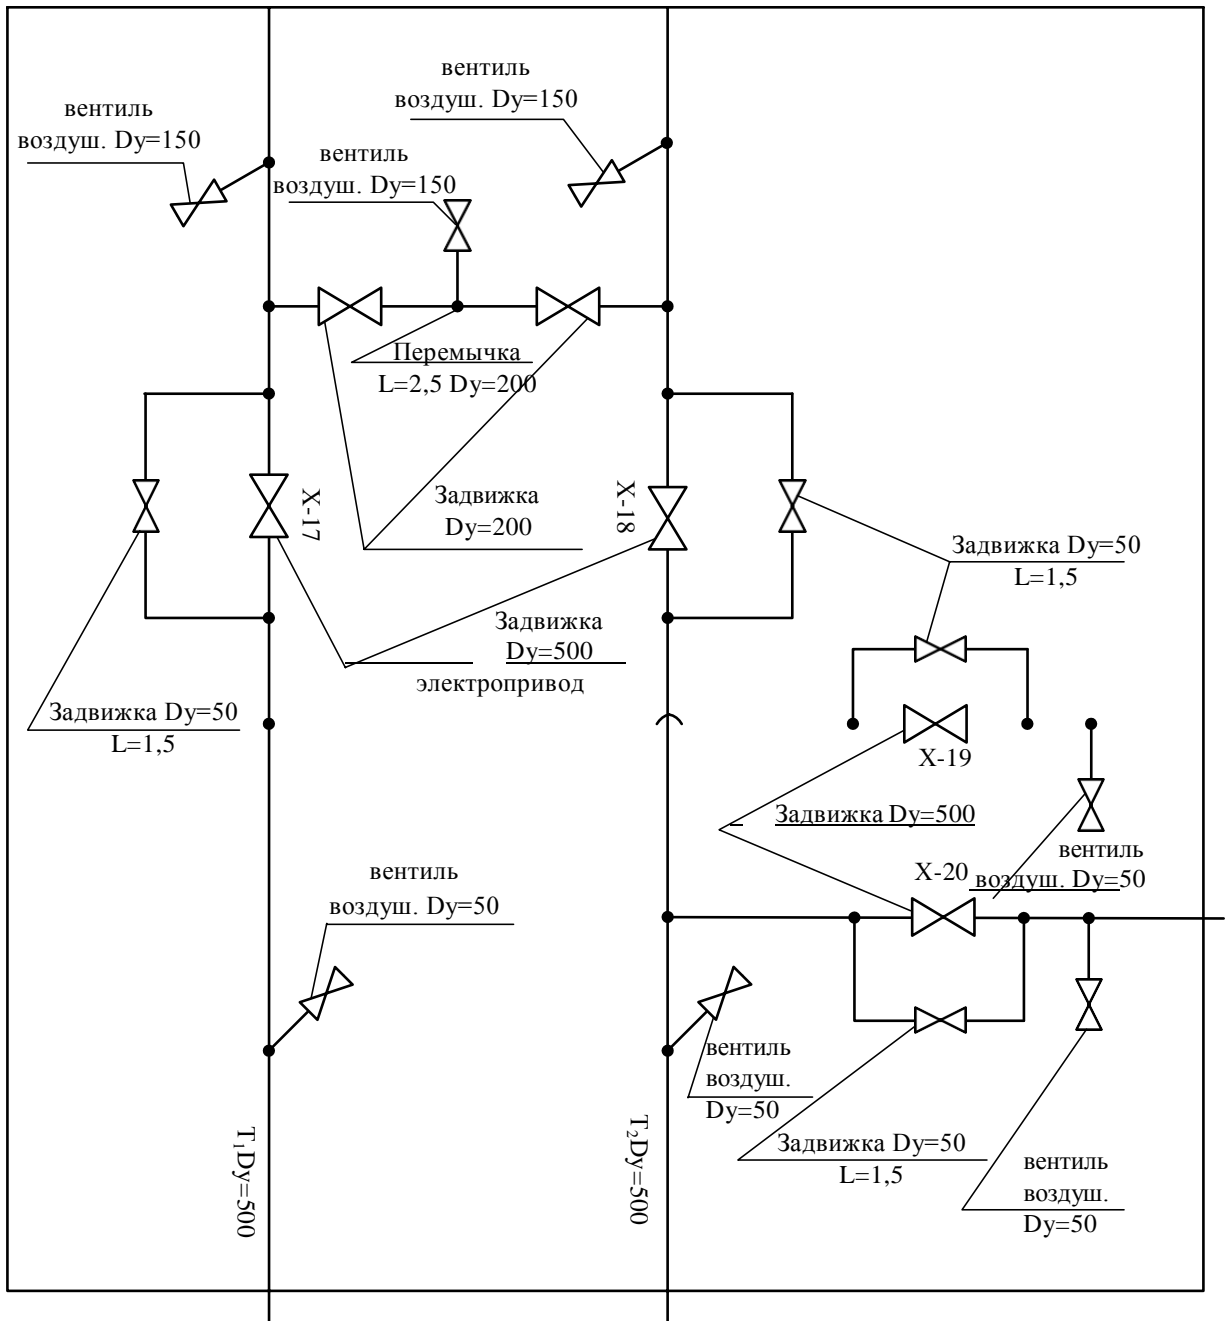 вентиль
воздуш. Dy=150
вентиль
воздуш. Dy=150
вентиль
воздуш. Dy=150
Перемычка
L=2,5 Dy=200
Х-17
Задвижка
Dy=200
Х-18
Задвижка Dy=50
L=1,5
Задвижка
Dy=500
электропривод
Задвижка Dy=50
L=1,5
Х-19
Задвижка Dy=500
вентиль
воздуш. Dy=50
Х-20
вентиль
воздуш. Dy=50
вентиль
воздуш.
Dy=50
Задвижка Dy=50
L=1,5
вентиль
воздуш.
Dy=50
T₁Dy=500
T₂Dy=500